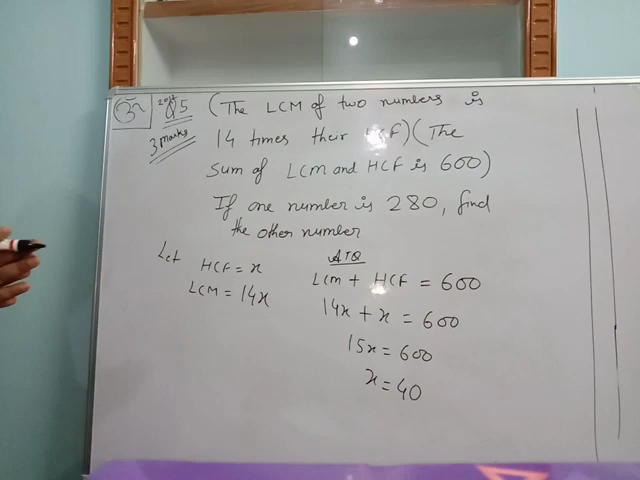 ॐ 2012 Q5 (The LCM of two numbers is
3 marks 14 times their HCF) (The
Sum of LCM and HCF is 600)
If one number is 280, find
the other number
Let ATQ
HCF = x LCM + HCF = 600
LCM = 14x 14x + x = 600
15x = 600
x = 40